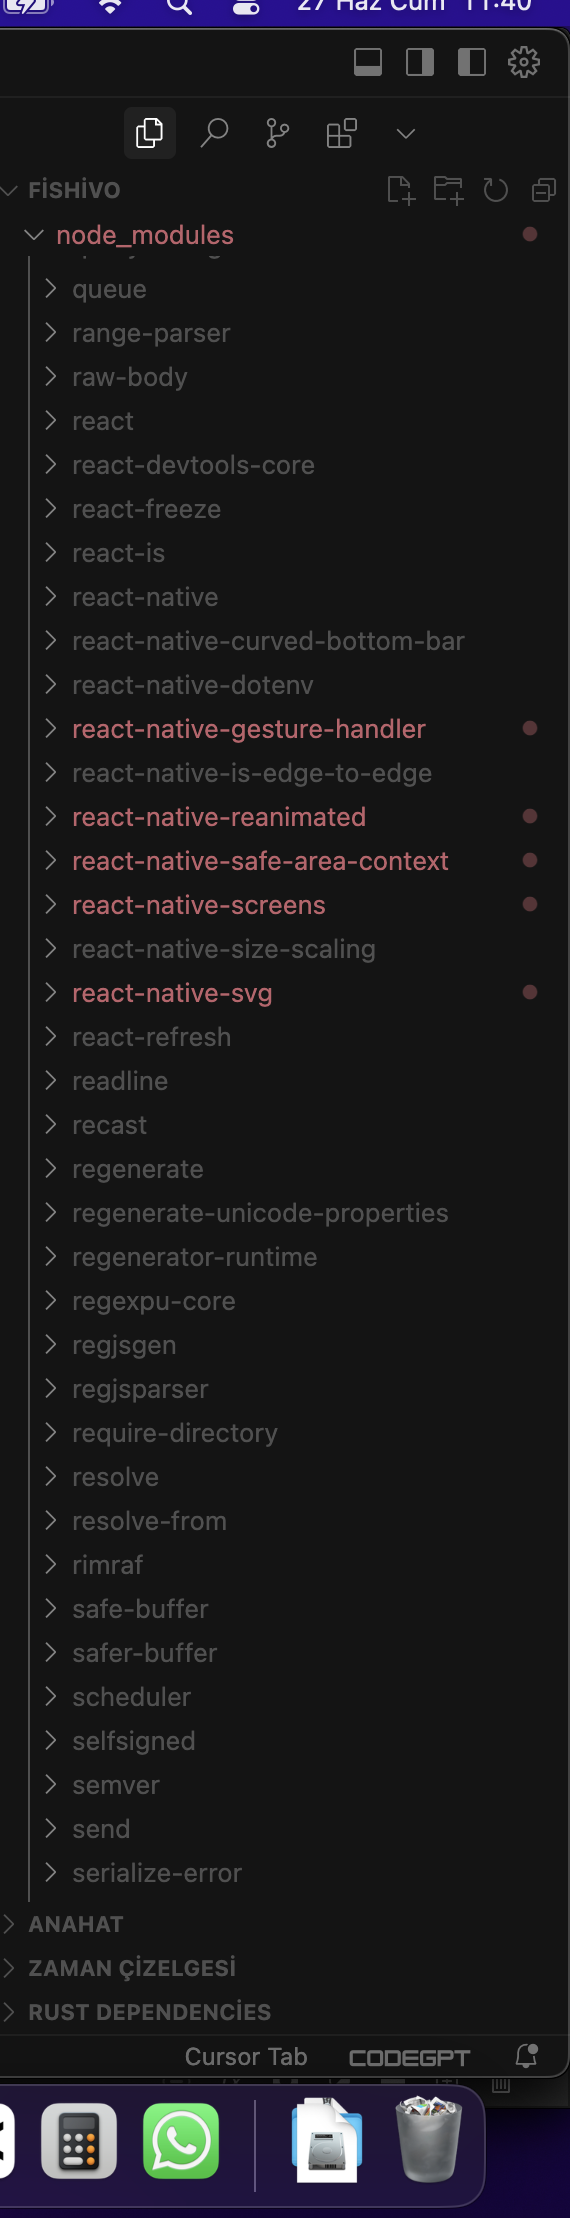 27 Haz Cum 11:40
FİSHİVO
node_modules
queue
range-parser
raw-body
react
react-devtools-core
react-freeze
react-is
react-native
react-native-curved-bottom-bar
react-native-dotenv
react-native-gesture-handler
react-native-is-edge-to-edge
react-native-reanimated
react-native-safe-area-context
react-native-screens
react-native-size-scaling
react-native-svg
react-refresh
readline
recast
regenerate
regenerate-unicode-properties
regenerator-runtime
regexpu-core
regjsgen
regjsparser
require-directory
resolve
resolve-from
rimraf
safe-buffer
safer-buffer
scheduler
selfsigned
semver
send
serialize-error
ANAHAT
ZAMAN ÇİZELGESİ
RUST DEPENDENCİES
Cursor Tab CODEGPT